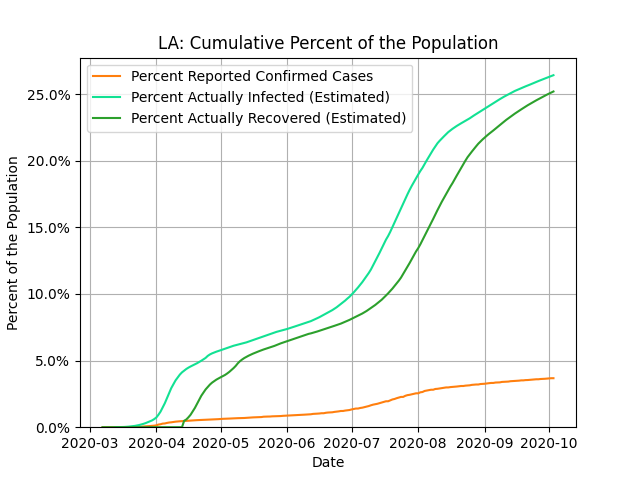 LA: Cumulative Percent of the Population
Percent Reported Confirmed Cases
Percent Actually Infected (Estimated)
Percent Actually Recovered (Estimated)
25.0%
20.0%
15.0%
10.0%
5.0%
0.0%
Percent of the Population
2020-03 2020-04 2020-05 2020-06 2020-07 2020-08 2020-09 2020-10
Date